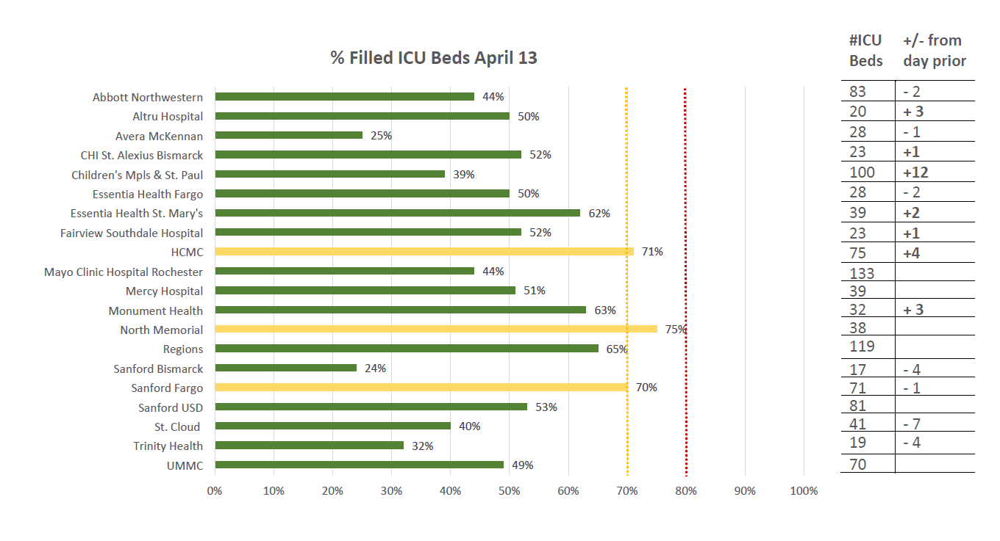 #ICU +/- from
Beds day prior
% Filled ICU Beds April 13
Abbott Northwestern 44% 83 - 2
Altru Hospital 50% 20 + 3
Avera McKennan 25% 28 - 1
CHI St. Alexius Bismarck 52% 23 +1
Children's Mpls & St. Paul 39% 100 +12
Essentia Health Fargo 50% 28 - 2
Essentia Health St. Mary's 62% 39 +2
Fairview Southdale Hospital 52% 23 +1
HCMC 71% 75 +4
Mayo Clinic Hospital Rochester 44% 133
Mercy Hospital 51% 39
Monument Health 63% 32 + 3
North Memorial 75% 38
Regions 65% 119
Sanford Bismarck 24% 17 - 4
Sanford Fargo 70% 71 - 1
Sanford USD 53% 81
St. Cloud 40% 41 - 7
Trinity Health 32% 19 - 4
UMMC 49% 70
0% 10% 20% 30% 40% 50% 60% 70% 80% 90% 100%